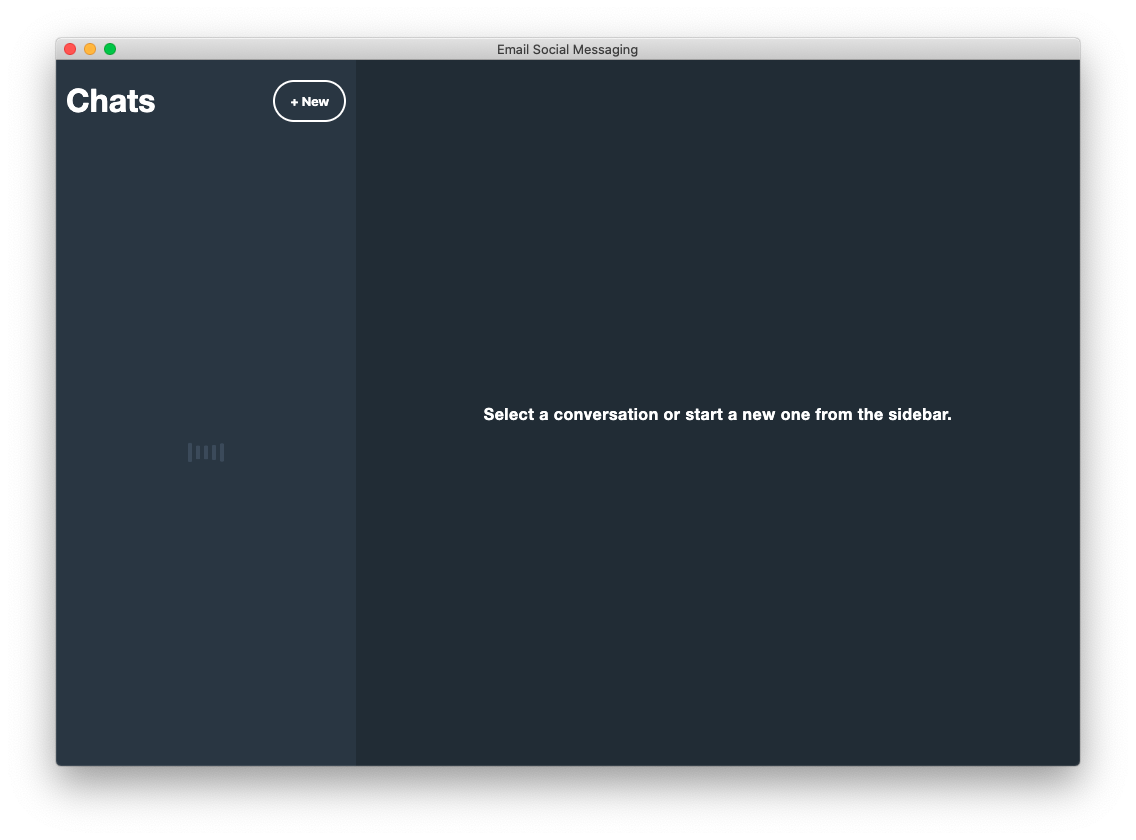 Email Social Messaging
Chats
+ New
Select a conversation or start a new one from the sidebar.